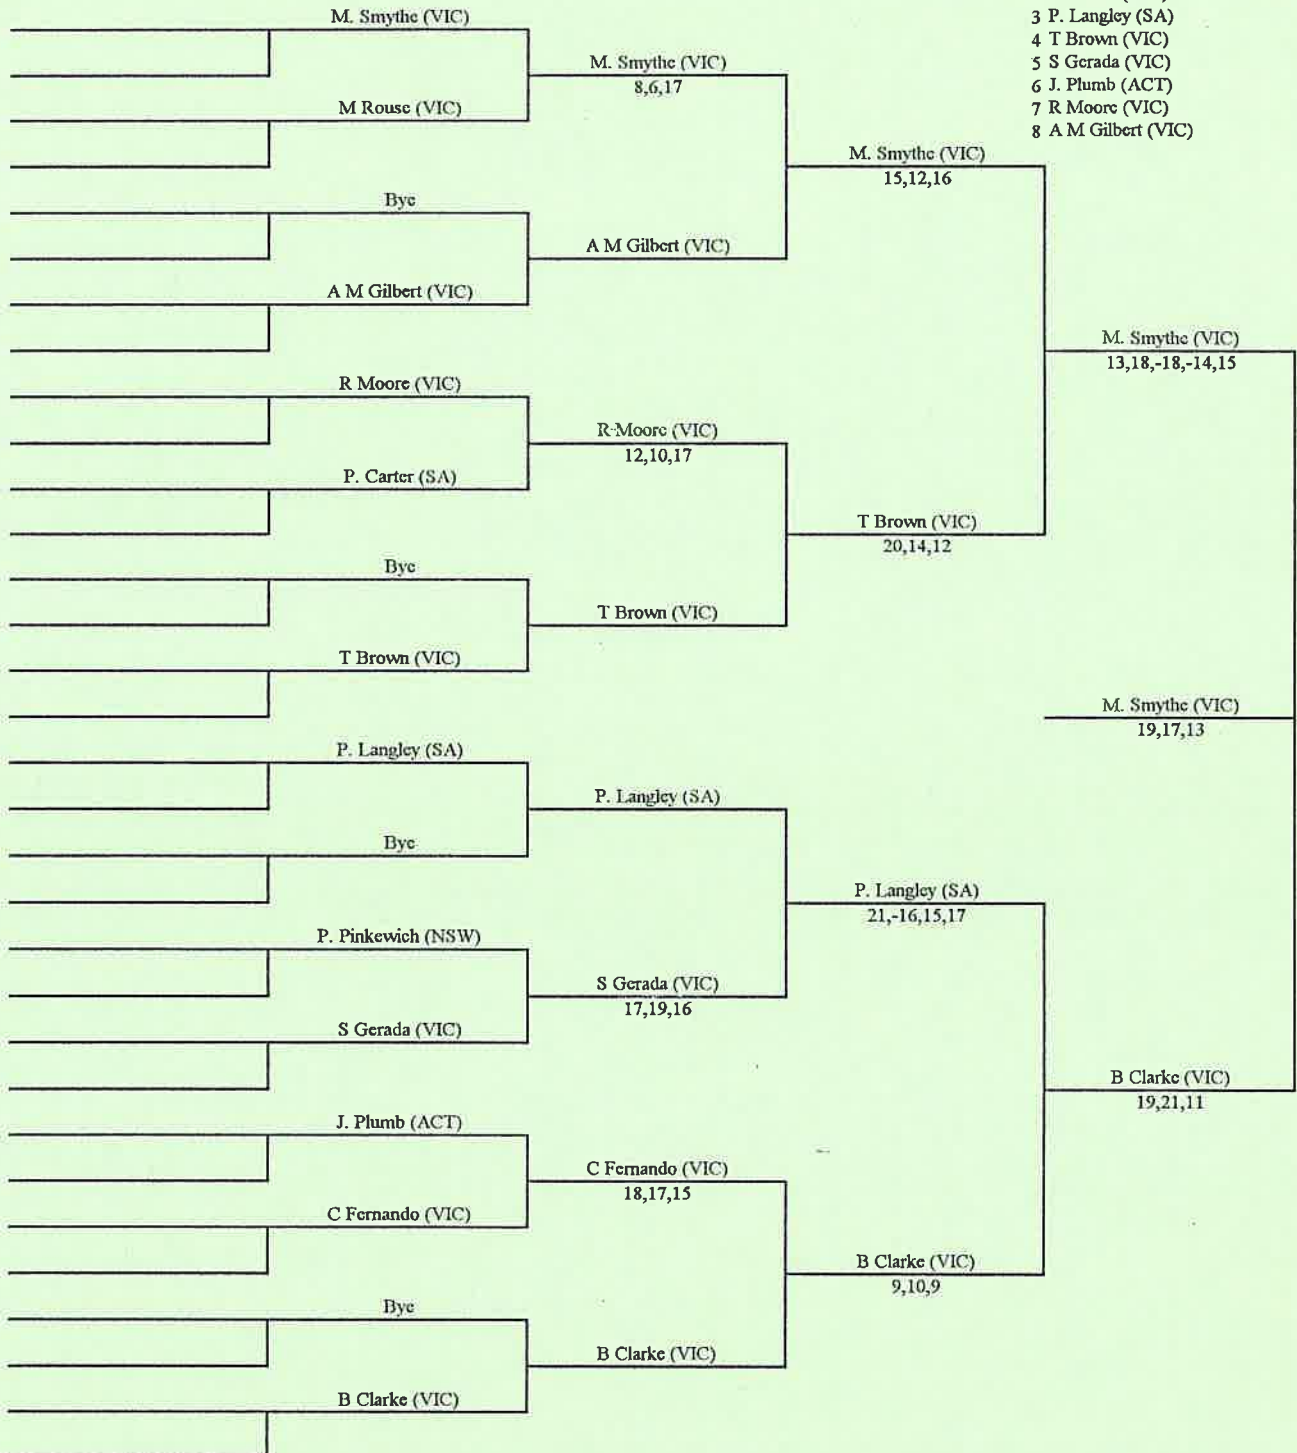 3 P. Langley (SA)
4 T Brown (VIC)
5 S Gerada (VIC)
6 J. Plumb (ACT)
7 R Moore (VIC)
8 A M Gilbert (VIC)
M. Smythe (VIC)
M Rouse (VIC)
Bye
A M Gilbert (VIC)
R Moore (VIC)
P. Carter (SA)
Bye
T Brown (VIC)
P. Langley (SA)
Bye
P. Pinkewich (NSW)
S Gerada (VIC)
J. Plumb (ACT)
C Fernando (VIC)
Bye
B Clarke (VIC)
M. Smythe (VIC)
8,6,17
A M Gilbert (VIC)
R Moore (VIC)
12,10,17
T Brown (VIC)
P. Langley (SA)
S Gerada (VIC)
17,19,16
C Fernando (VIC)
18,17,15
B Clarke (VIC)
M. Smythe (VIC)
15,12,16
T Brown (VIC)
20,14,12
P. Langley (SA)
21,-16,15,17
B Clarke (VIC)
9,10,9
M. Smythe (VIC)
13,18,-18,-14,15
B Clarke (VIC)
19,21,11
M. Smythe (VIC)
19,17,13